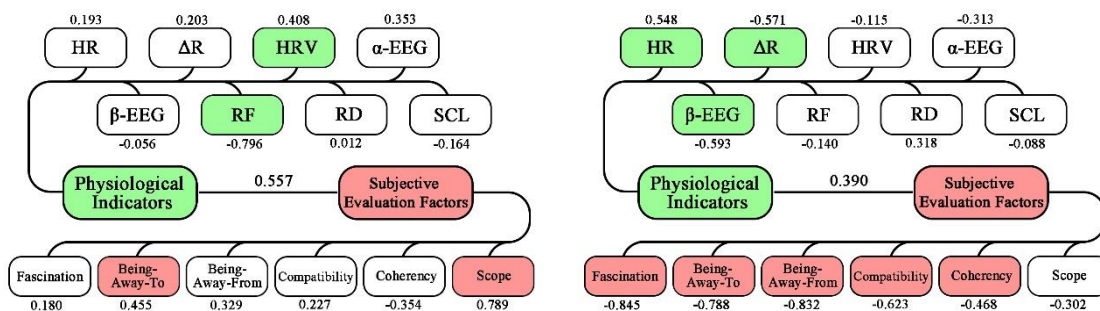 0.193 0.203 0.408 0.353
HR ΔR HRV α-EEG
β-EEG RF RD SCL
-0.056 -0.796 0.012 -0.164
Physiological
Indicators
0.557
Subjective
Evaluation Factors
Fascination
Being-
Away-To
Being-
Away-From
Compatibility
Coherency
Scope
0.180 0.455 0.329 0.227 -0.354 0.789
0.548 -0.571 -0.115 -0.313
HR ΔR HRV α-EEG
β-EEG RF RD SCL
-0.593 -0.140 0.318 -0.088
Physiological
Indicators
0.390
Subjective
Evaluation Factors
Fascination
Being-
Away-To
Being-
Away-From
Compatibility
Coherency
Scope
-0.845 -0.788 -0.832 -0.623 -0.468 -0.302